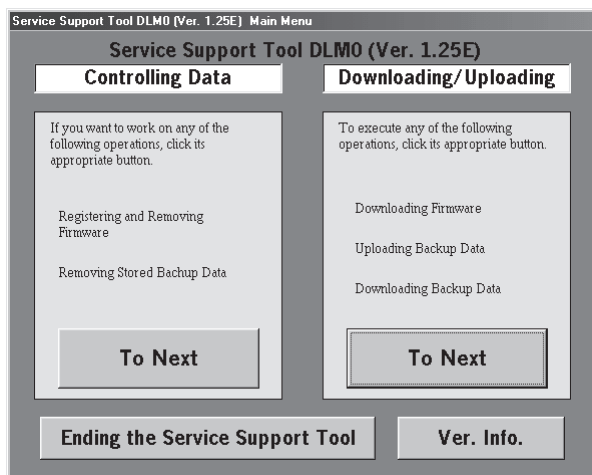 Service Support Tool DLM0 (Ver. 1.25E) Main Menu
Service Support Tool DLM0 (Ver. 1.25E)
Controlling Data
If you want to work on any of the
following operations, click its
appropriate button.
Registering and Removing
Firmware
Removing Stored Bachup Data
To Next
Downloading/Uploading
To execute any of the following
operations, click its appropriate button.
Downloading Firmware
Uploading Backup Data
Downloading Backup Data
To Next
Ending the Service Support Tool
Ver. Info.